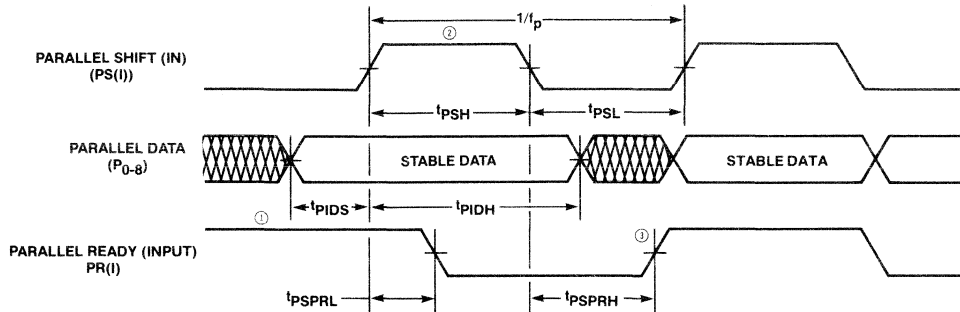 1/fp
②
PARALLEL SHIFT (IN)
(PS(I))
tPSH
tPSL
PARALLEL DATA
(P0-8)
STABLE DATA
STABLE DATA
tPIDS
tPIDH
①
③
PARALLEL READY (INPUT)
PR(I)
tPSPRL
tPSPRH